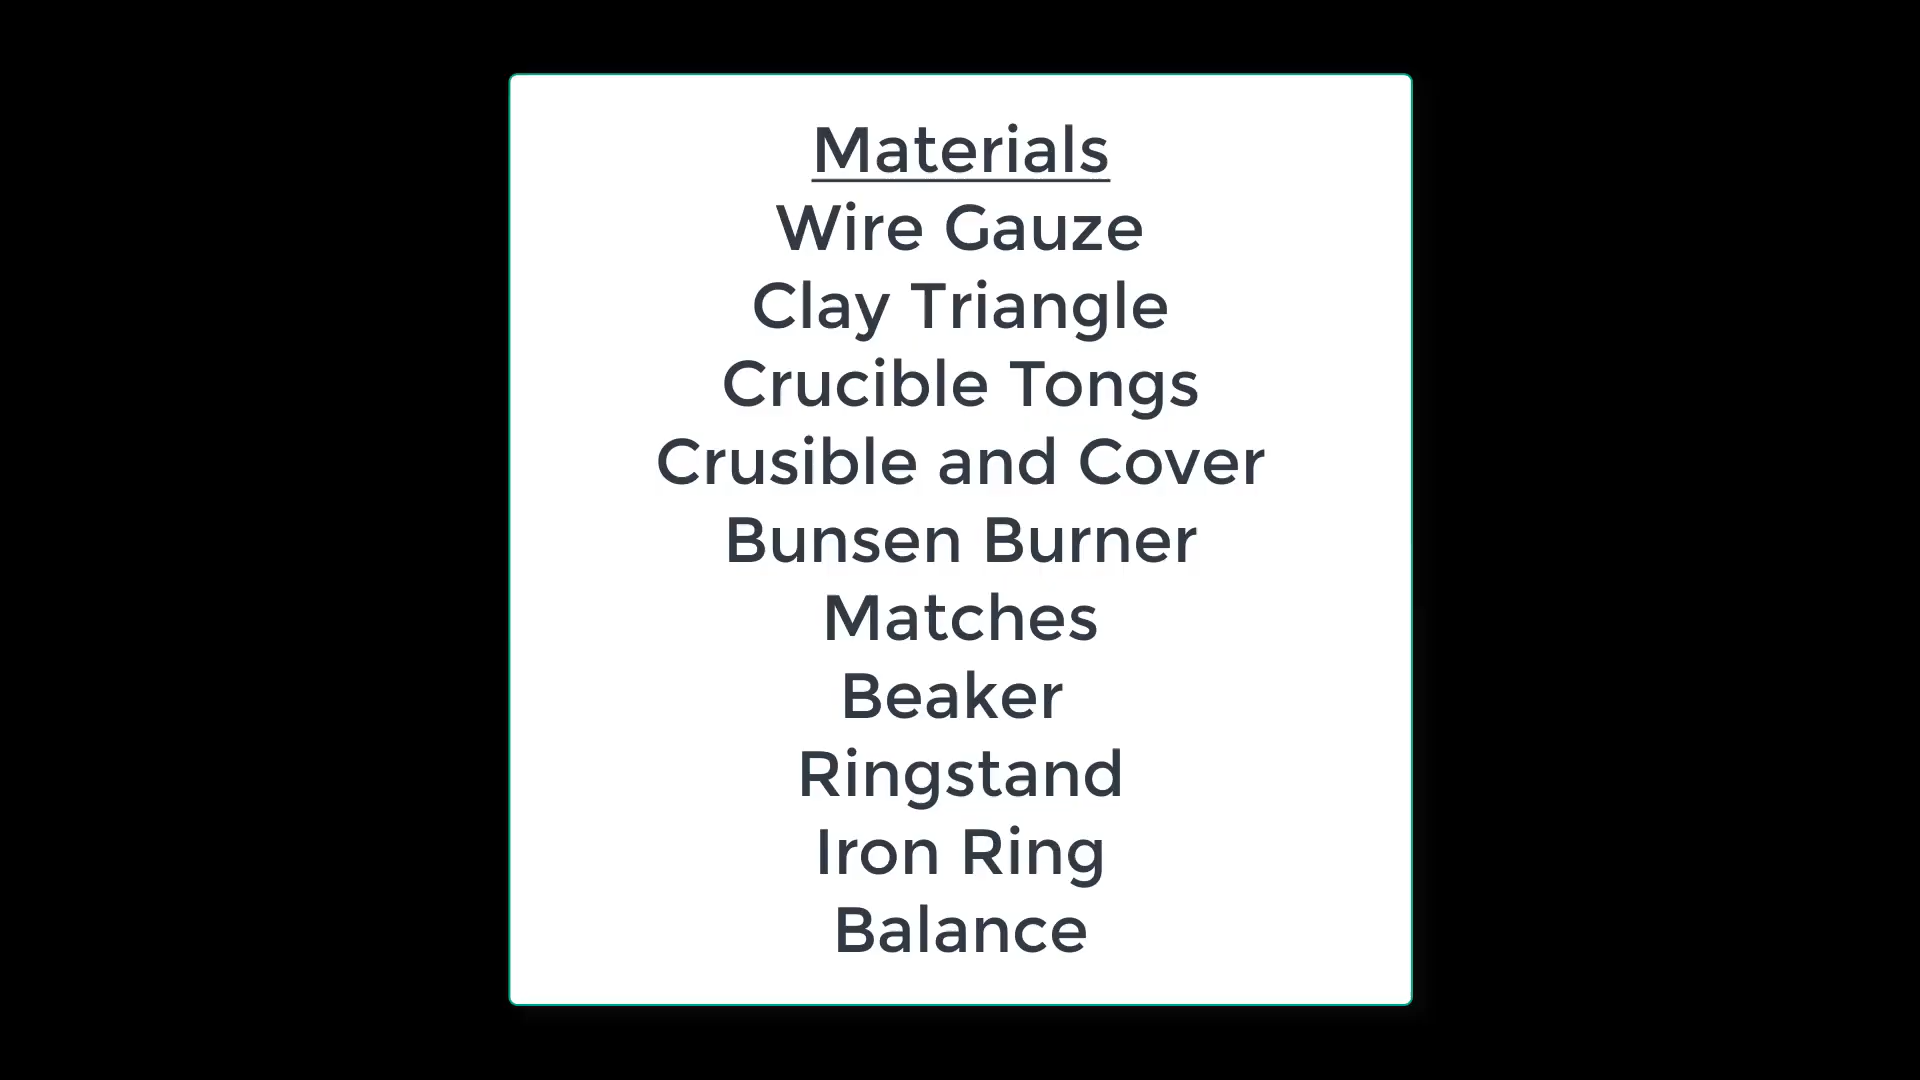 Materials
Wire Gauze
Clay Triangle
Crucible Tongs
Crusible and Cover
Bunsen Burner
Matches
Beaker
Ringstand
Iron Ring
Balance